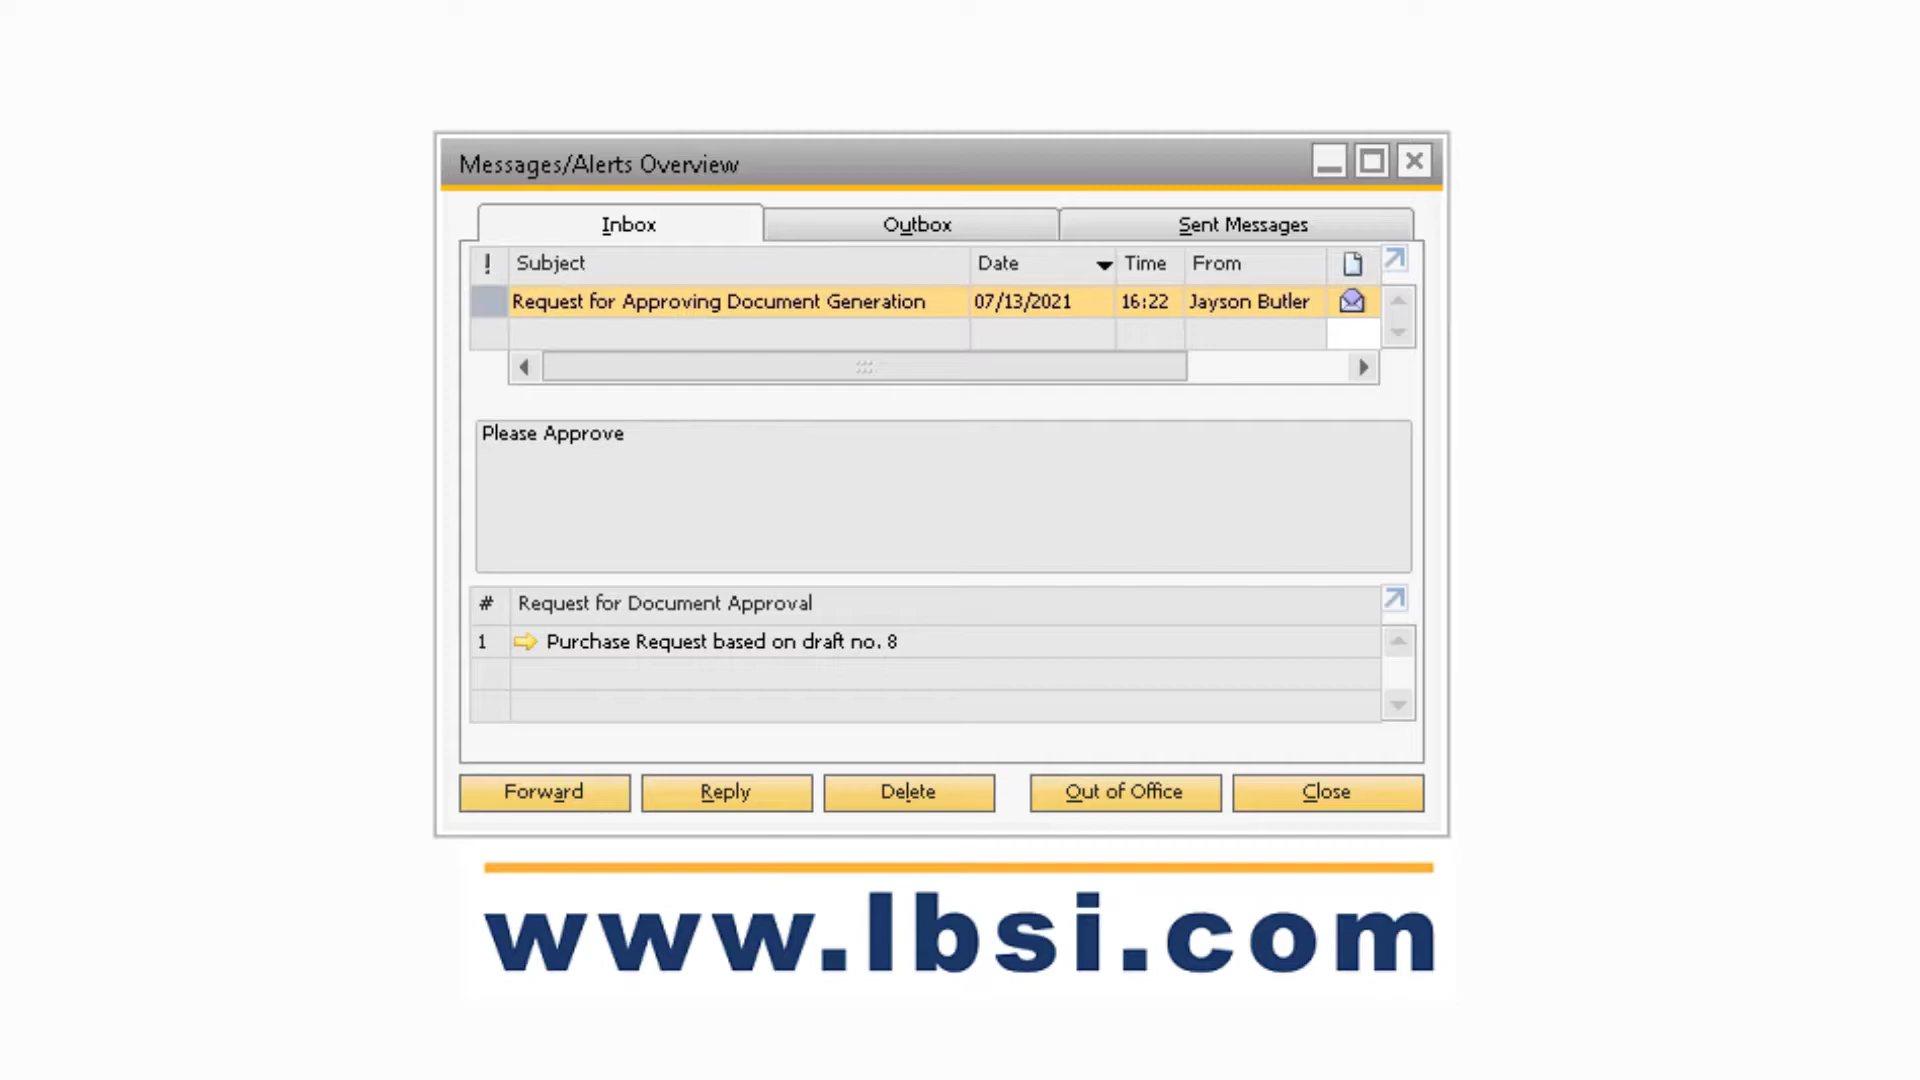 Messages/Alerts Overview
Inbox Outbox Sent Messages
! Subject Date Time From
Request for Approving Document Generation 07/13/2021 16:22 Jayson Butler
Please Approve
# Request for Document Approval
1 Purchase Request based on draft no. 8
Forward Reply Delete Out of Office Close
www.lbsi.com